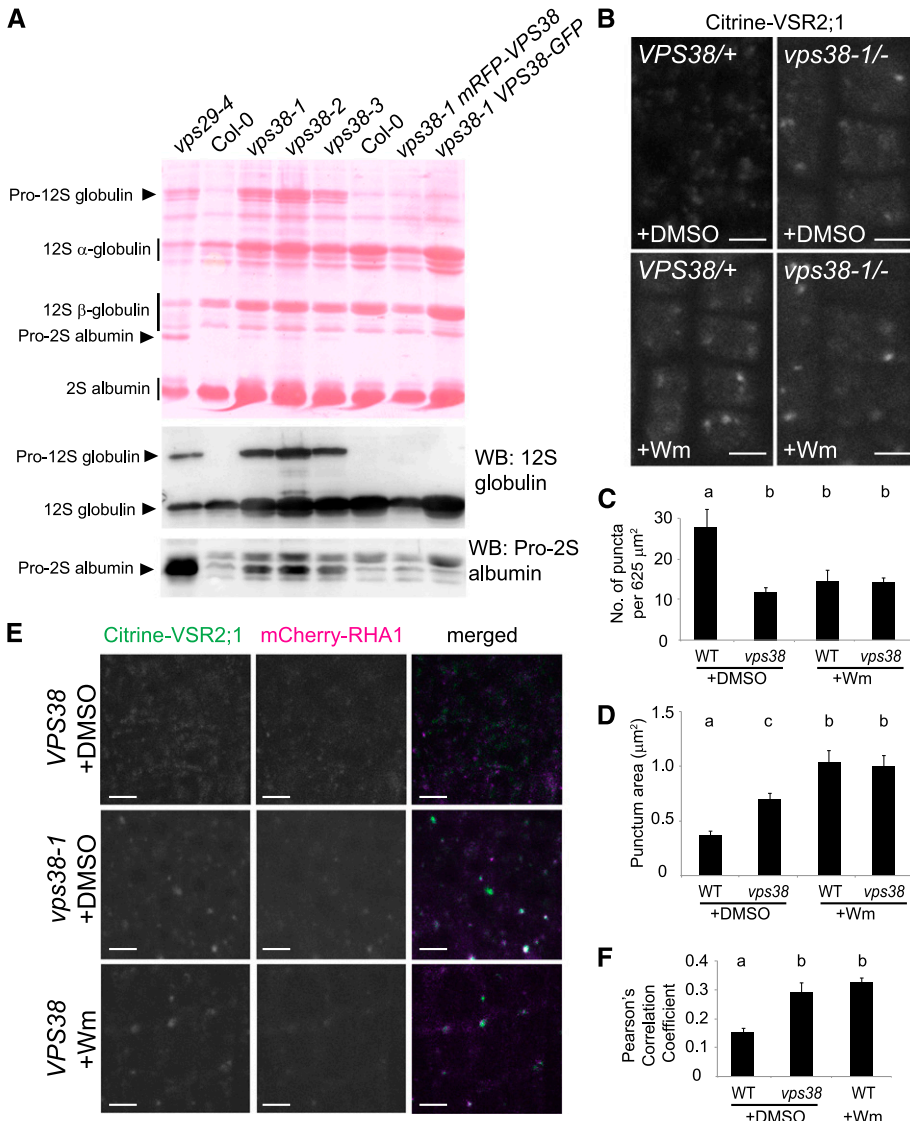 A
vps29-4
Col-0
vps38-1
vps38-2
vps38-3
Col-0
vps38-1 mRFP-VPS38
vps38-1 VPS38-GFP
Pro-12S globulin
12S α-globulin
12S β-globulin
Pro-2S albumin
2S albumin
Pro-12S globulin
12S globulin
WB: 12S
globulin
Pro-2S albumin
WB: Pro-2S
albumin
B
Citrine-VSR2;1
VPS38/+
vps38-1/-
+DMSO
+DMSO
VPS38/+
vps38-1/-
+Wm
+Wm
C
a
b
b
b
No. of puncta
per 625 µm²
30
20
10
0
WT
vps38
WT
vps38
+DMSO
+Wm
D
a
c
b
b
Punctum area (µm²)
1.5
1.0
0.5
0
WT
vps38
WT
vps38
+DMSO
+Wm
E
Citrine-VSR2;1
mCherry-RHA1
merged
VPS38
+DMSO
vps38-1
+DMSO
VPS38
+Wm
F
a
b
b
Pearson's
Correlation
Coefficient
0.4
0.3
0.2
0.1
0
WT
vps38
WT
+DMSO
+Wm